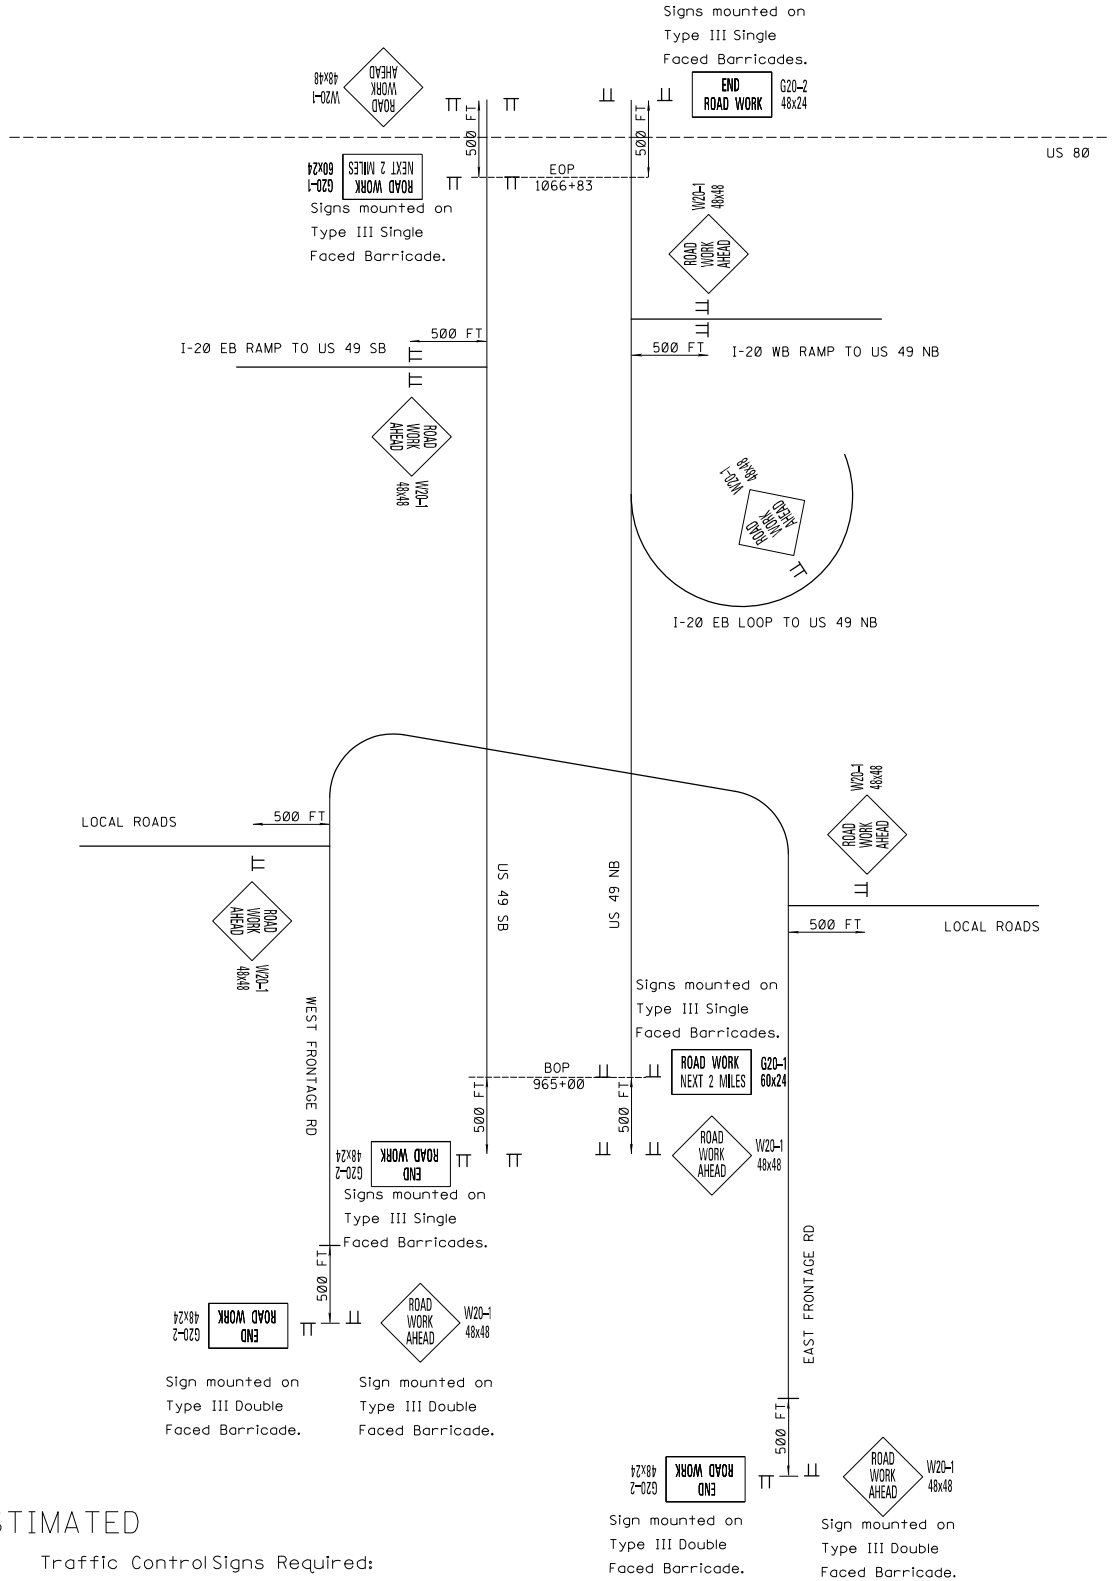 Signs mounted on
Type III Single
Faced Barricades.
ROAD
WORK
AHEAD
W20-1
48x48
END
ROAD WORK
G20-2
48x24
500 FT
500 FT
US 80
ROAD WORK
NEXT 2 MILES
G20-1
60x24
EOP
1066+83
Signs mounted on
Type III Single
Faced Barricade.
W20-1
48x48
ROAD
WORK
AHEAD
500 FT
I-20 EB RAMP TO US 49 SB
500 FT
I-20 WB RAMP TO US 49 NB
ROAD
WORK
AHEAD
W20-1
48x48
W20-1
48x48
ROAD
WORK
AHEAD
I-20 EB LOOP TO US 49 NB
LOCAL ROADS
500 FT
W20-1
48x48
ROAD
WORK
AHEAD
US 49 SB
US 49 NB
ROAD
WORK
AHEAD
W20-1
48x48
500 FT
LOCAL ROADS
WEST FRONTAGE RD
Signs mounted on
Type III Single
Faced Barricades.
BOP
965+00
ROAD WORK
NEXT 2 MILES
G20-1
60x24
500 FT
500 FT
END
ROAD WORK
G20-2
48x24
ROAD
WORK
AHEAD
W20-1
48x48
Signs mounted on
Type III Single
Faced Barricades.
500 FT
EAST FRONTAGE RD
END
ROAD WORK
G20-2
48x24
ROAD
WORK
AHEAD
W20-1
48x48
Sign mounted on
Type III Double
Faced Barricade.
Sign mounted on
Type III Double
Faced Barricade.
500 FT
END
ROAD WORK
G20-2
48x24
ROAD
WORK
AHEAD
W20-1
48x48
Sign mounted on
Type III Double
Faced Barricade.
Sign mounted on
Type III Double
Faced Barricade.
STIMATED
Traffic Control Signs Required: